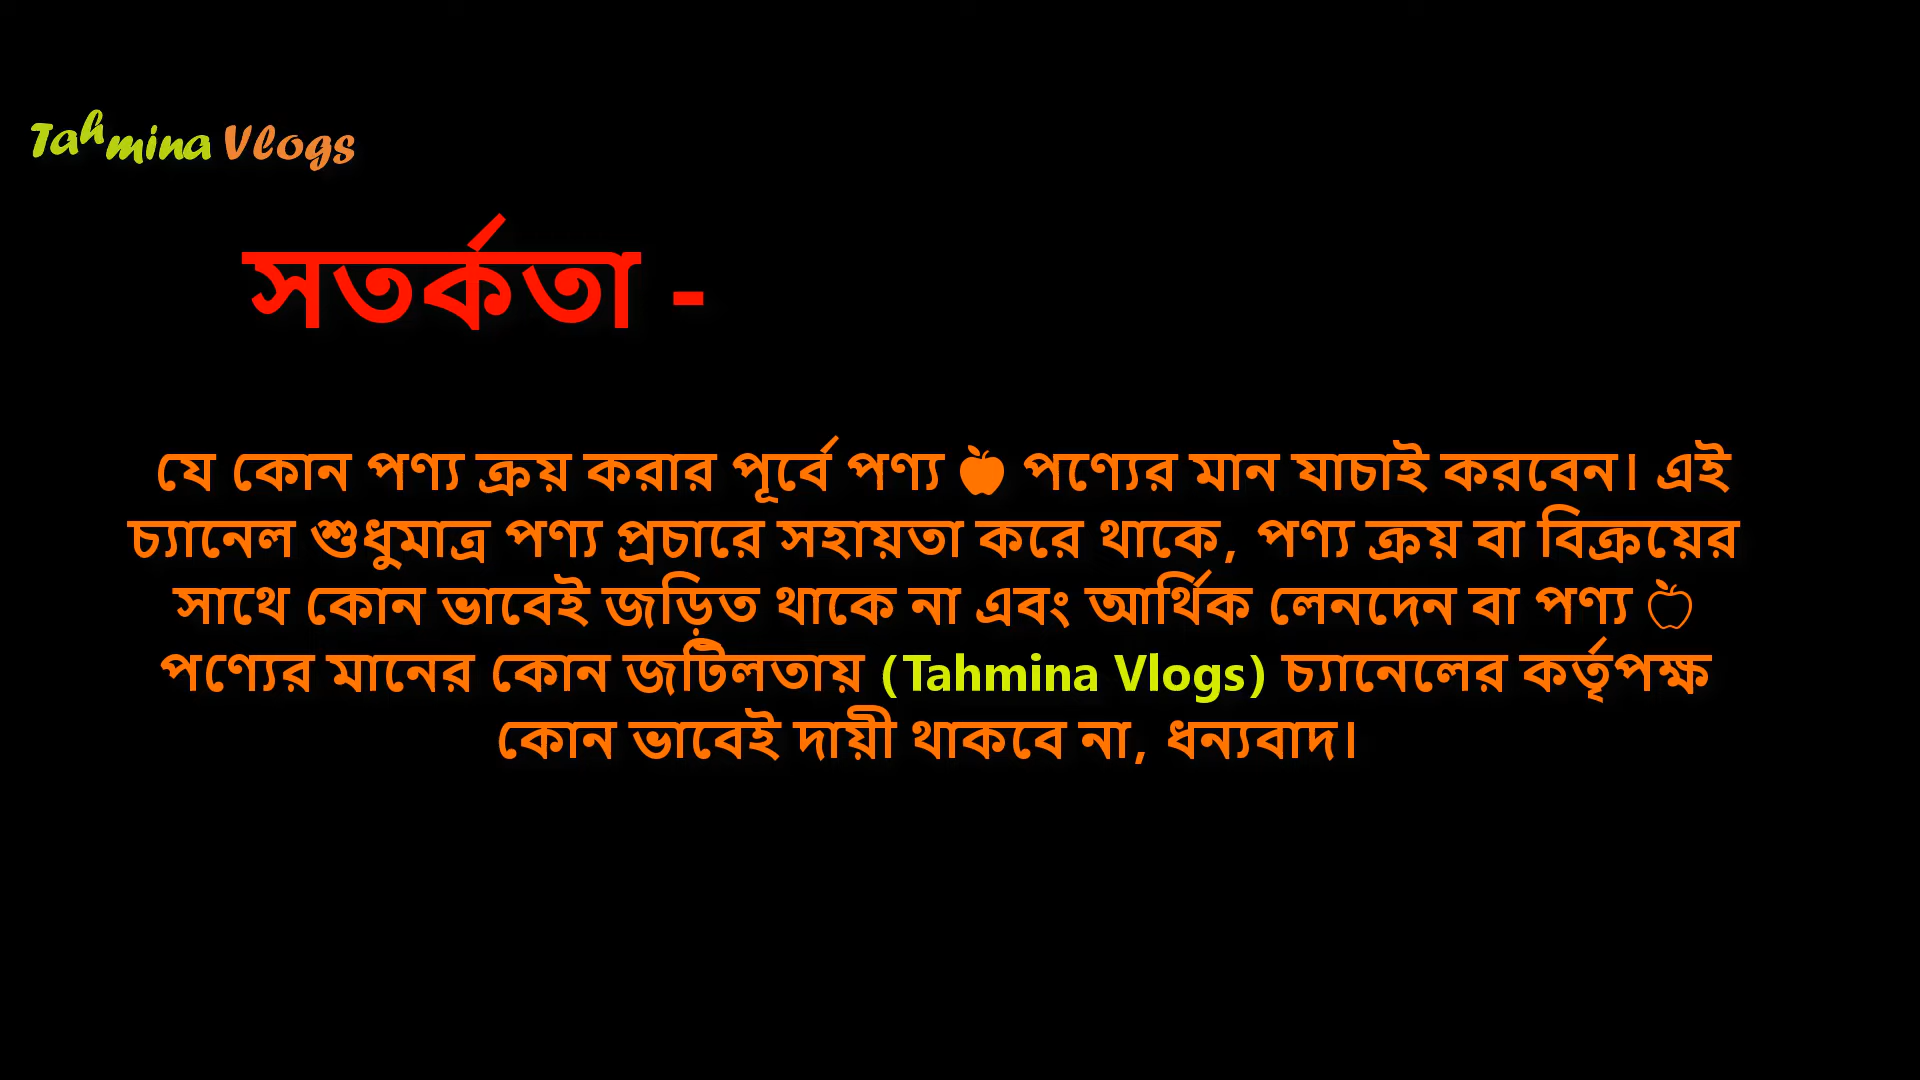 Tahmina Vlogs
সতর্কতা -
যে কোন পণ্য ক্রয় করার পূর্বে পণ্য 🍎 পণ্যের মান যাচাই করবেন। এই
চ্যানেল শুধুমাত্র পণ্য প্রচারে সহায়তা করে থাকে, পণ্য ক্রয় বা বিক্রয়ের
সাথে কোন ভাবেই জড়িত থাকে না এবং আর্থিক লেনদেন বা পণ্য 🍎
পণ্যের মানের কোন জটিলতায় (Tahmina Vlogs) চ্যানেলের কর্তৃপক্ষ
কোন ভাবেই দায়ী থাকবে না, ধন্যবাদ।